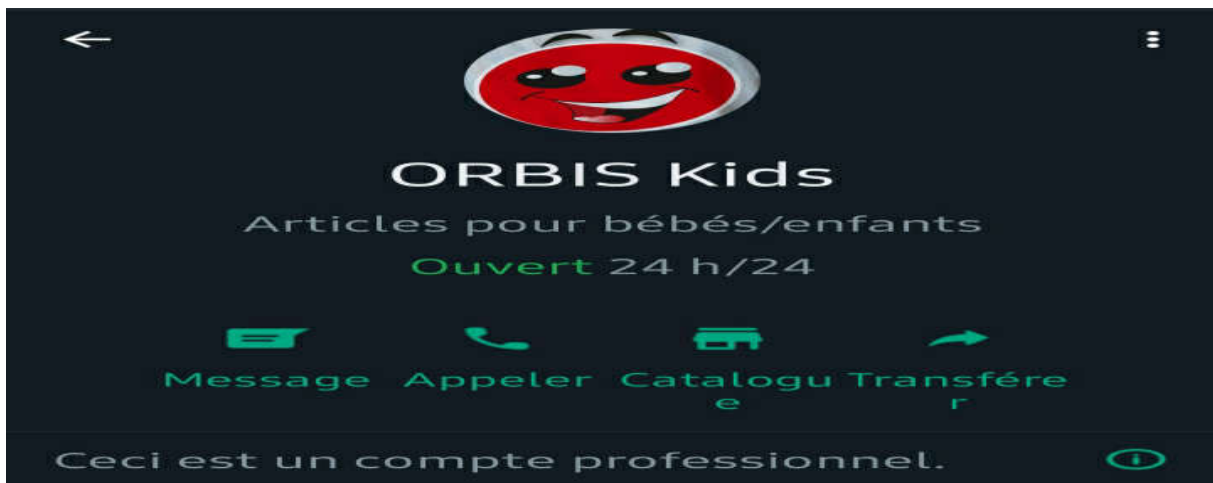 ORBIS Kids
Articles pour bébés/enfants
Ouvert 24 h/24
Message Appeler Catalogu Transfére
e r
Ceci est un compte professionnel.